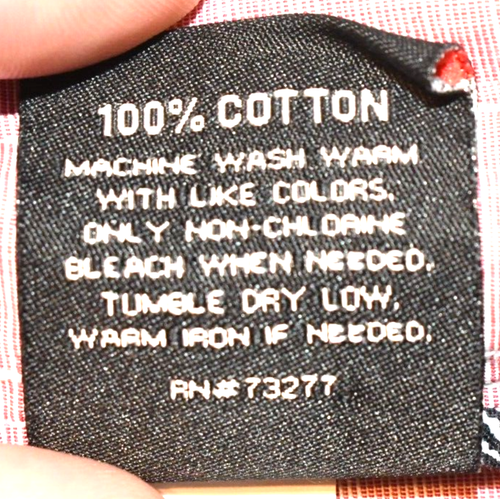 100% COTTON
MACHINE WASH WARM
WITH LIKE COLORS.
ONLY NON-CHLORINE
BLEACH WHEN NEEDED.
TUMBLE DRY LOW.
WARM IRON IF NEEDED.
RN#73277